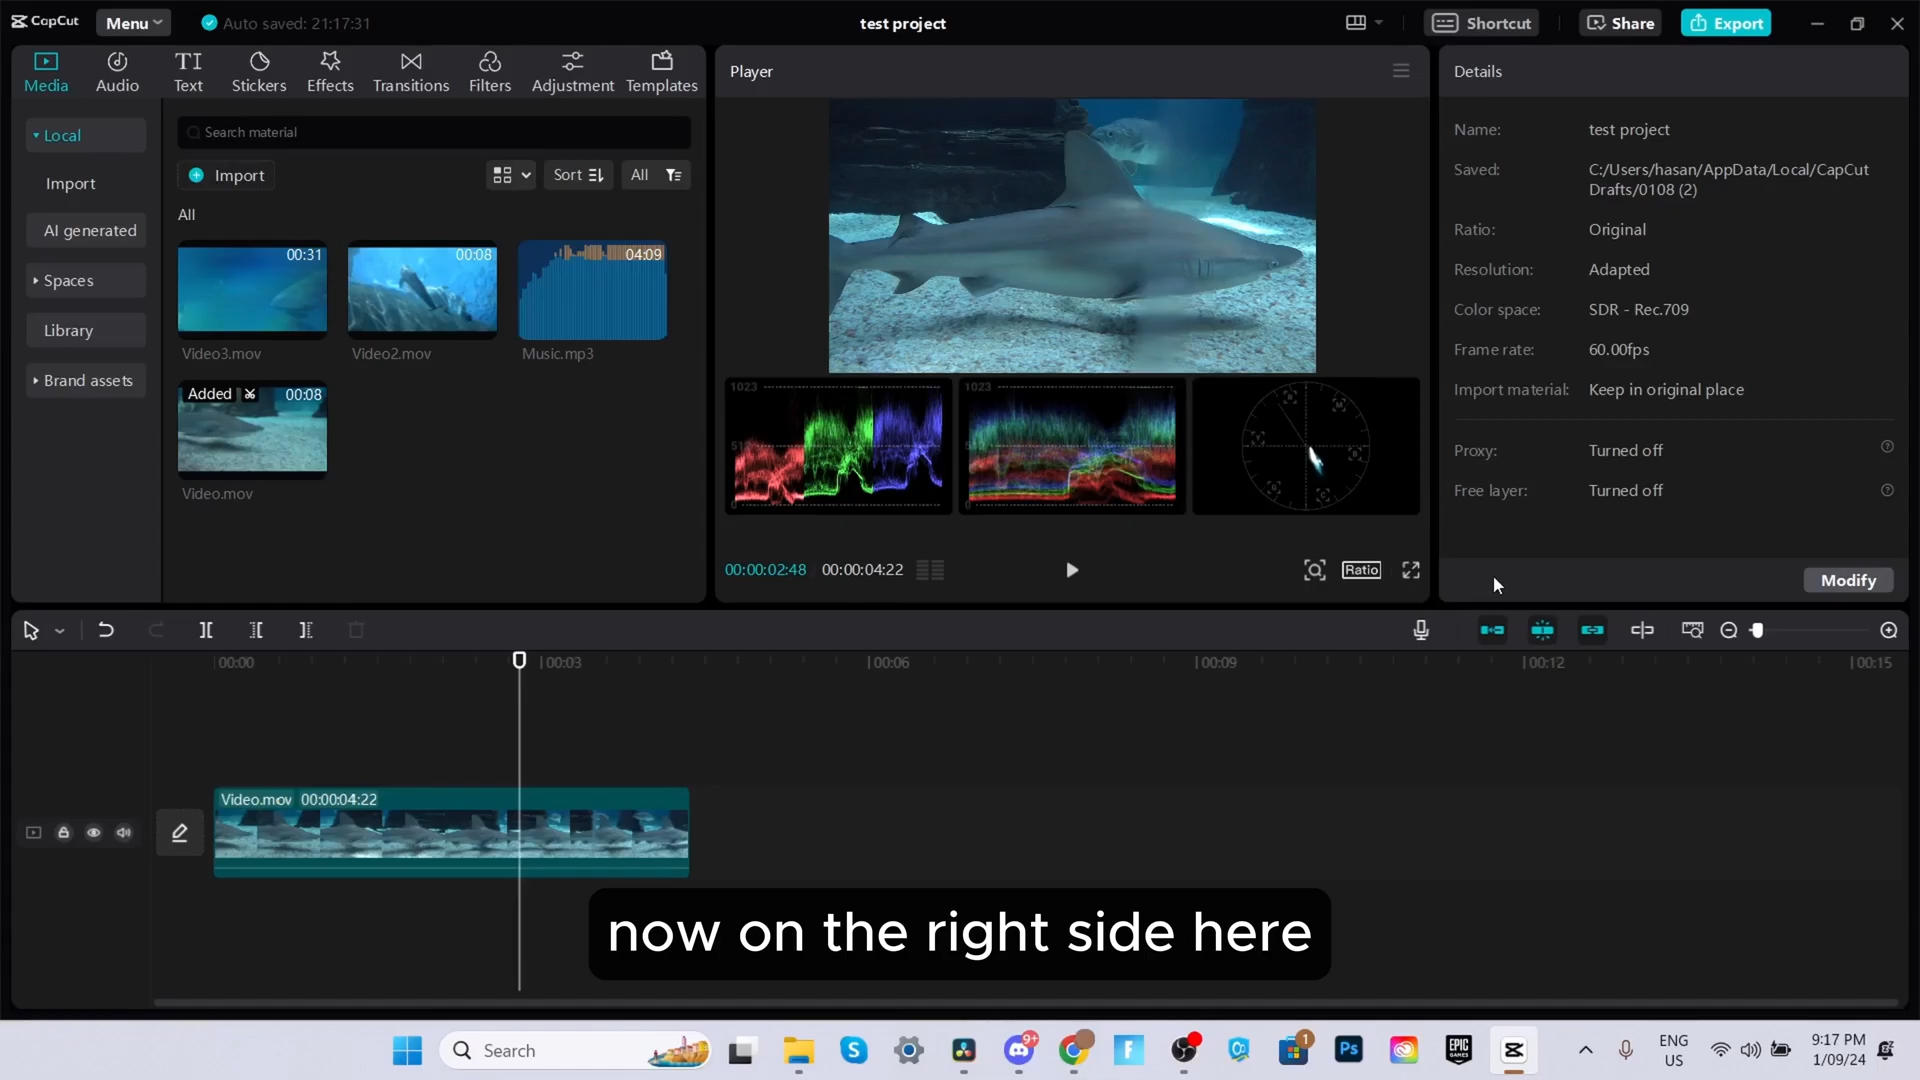 CapCut
Menu
Auto saved: 21:17:31
test project
Shortcut
Share
Export
Media
Audio
TI
Text
Stickers
Effects
Transitions
Filters
Adjustment
Templates
Player
Details
Local
Import
AI generated
Spaces
Library
Brand assets
Search material
Import
Sort
All
All
00:31
00:08
04:09
Video3.mov
Video2.mov
Music.mp3
Added
00:08
Video.mov
1023
1023
00:00:02:48
00:00:04:22
Ratio
Name:
test project
Saved:
C:/Users/hasan/AppData/Local/CapCut
Drafts/0108 (2)
Ratio:
Original
Resolution:
Adapted
Color space:
SDR - Rec.709
Frame rate:
60.00fps
Import material:
Keep in original place
Proxy:
Turned off
Free layer:
Turned off
Modify
00:00
00:03
00:06
00:09
00:12
00:15
Video.mov 00:00:04:22
now on the right side here
Search
9+
1
Ps
EPIC
GAMES
ENG
US
9:17 PM
1/09/24